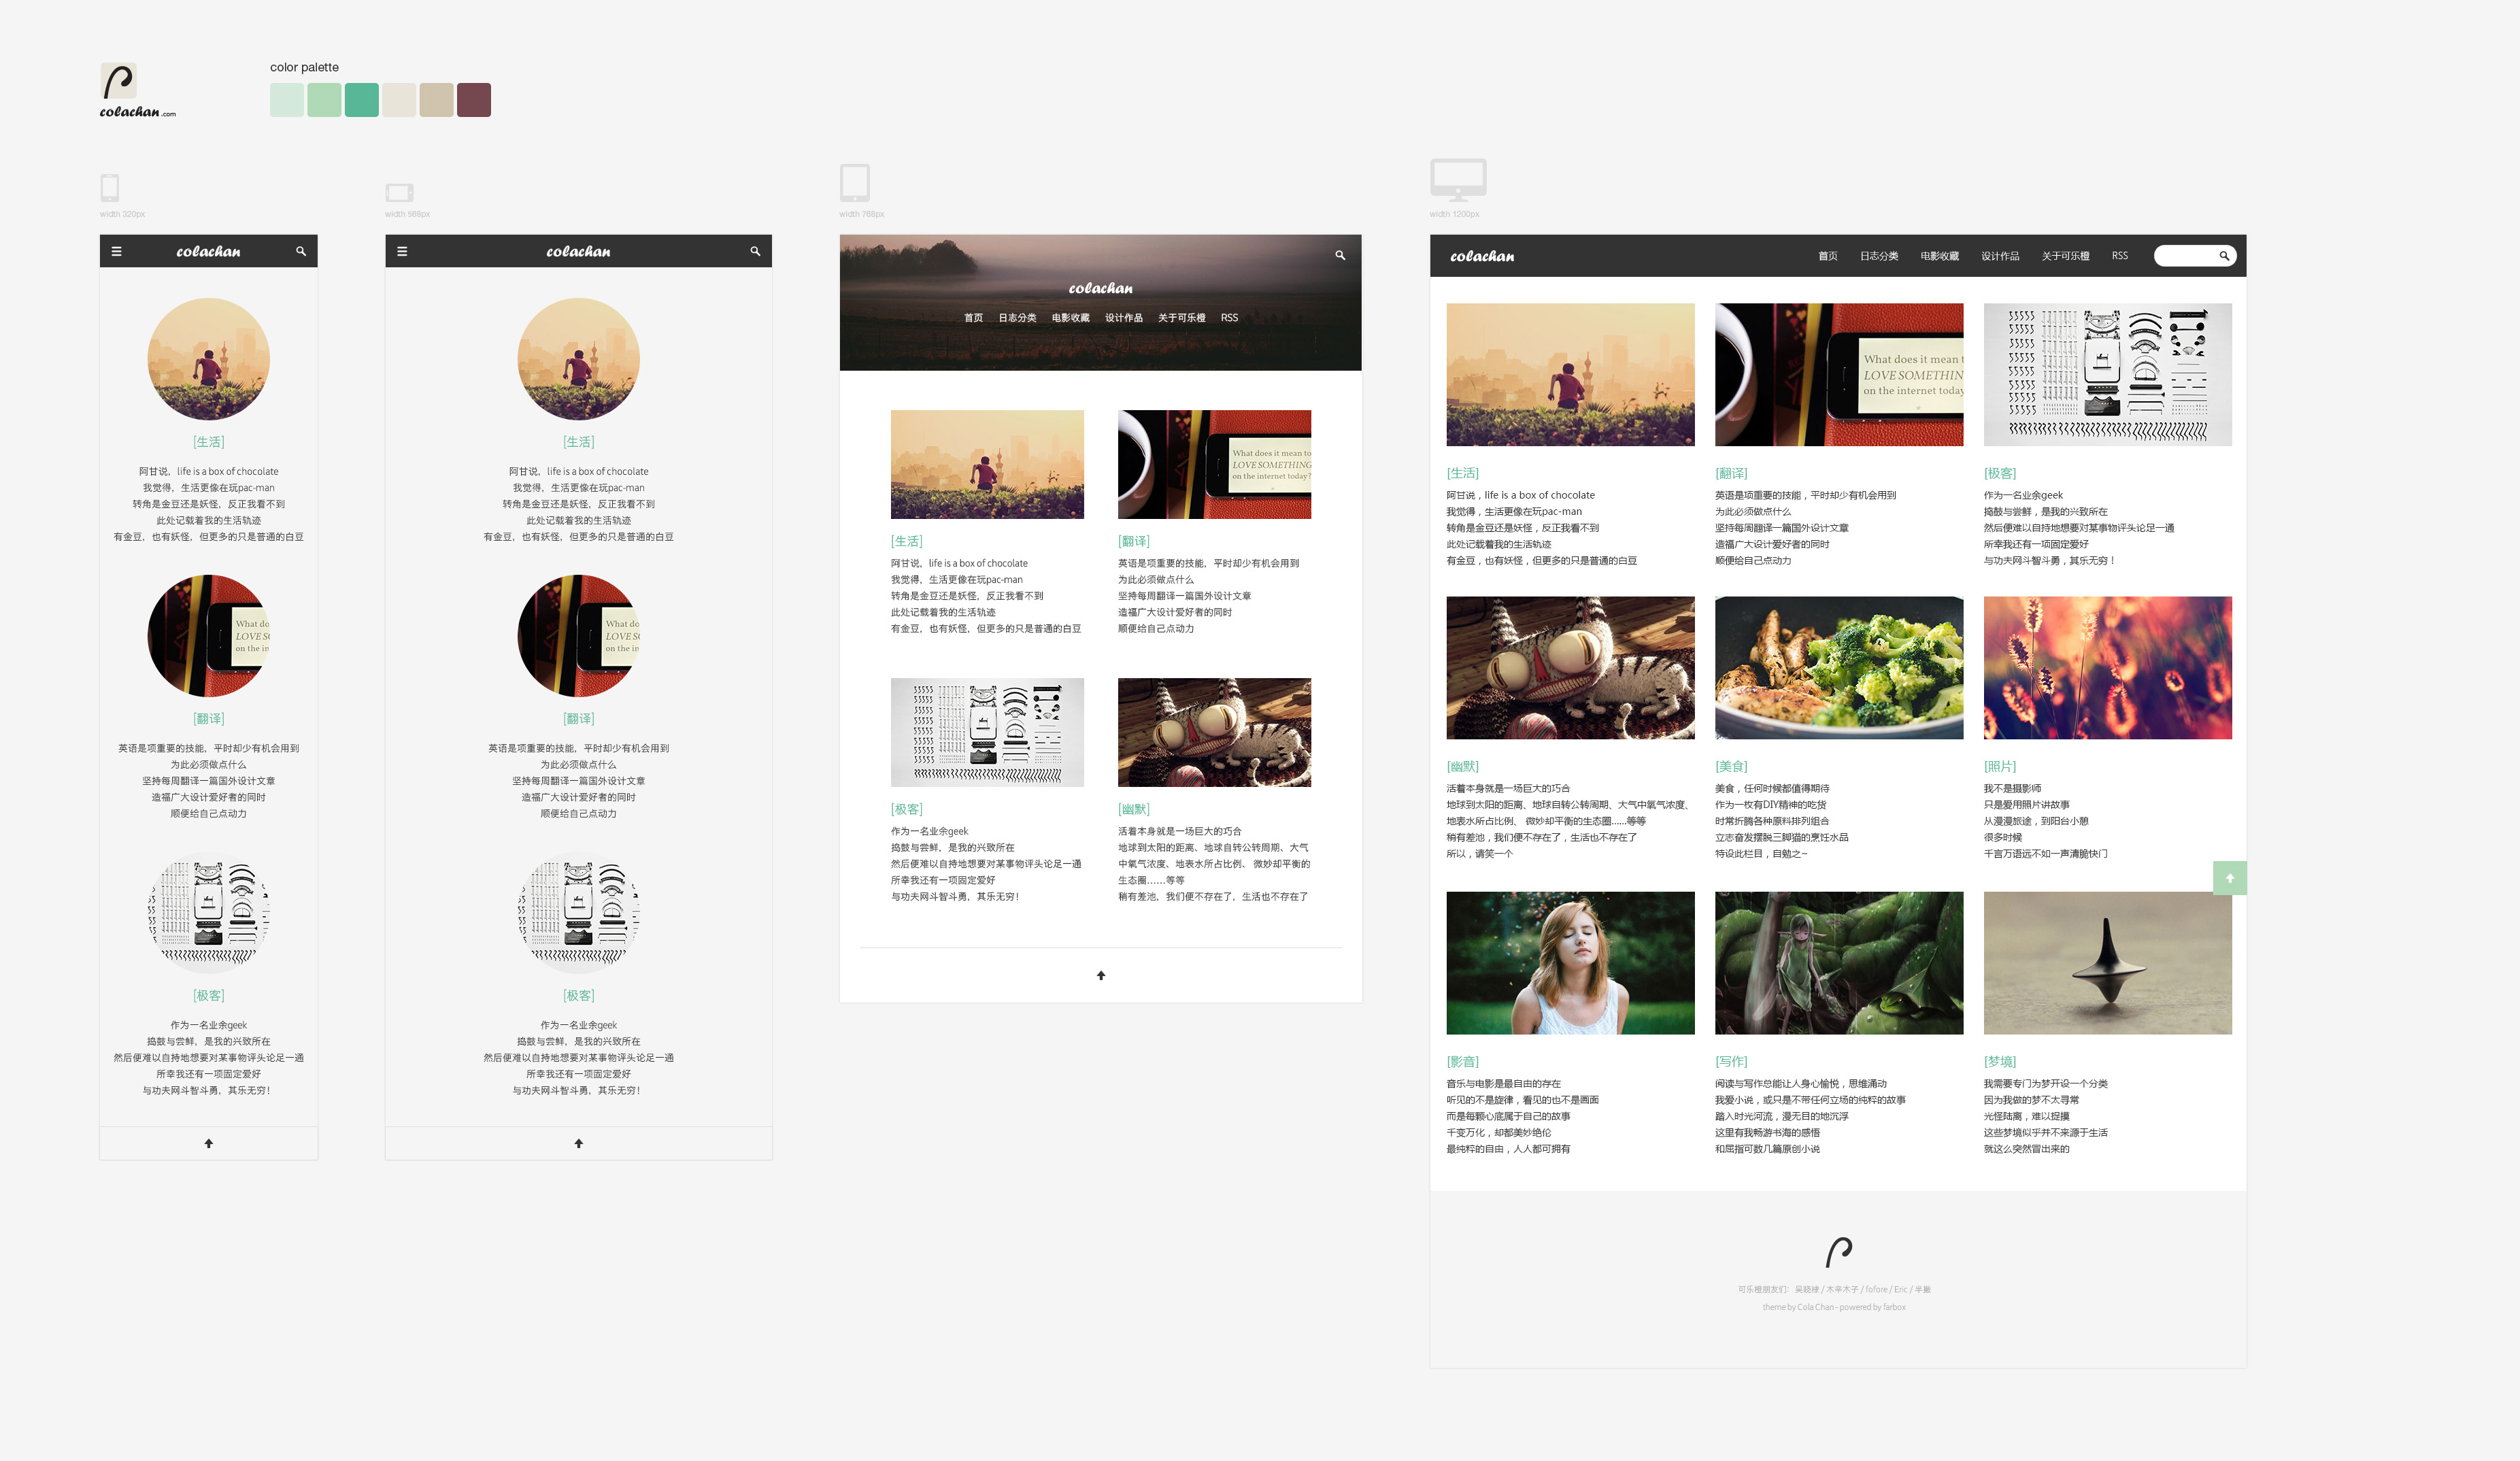 colachan.com
color palette
width 320px
colachan
[生活]
阿甘说，life is a box of chocolate
我觉得，生活更像在玩pac-man
转角是金豆还是妖怪，反正我看不到
此处记载着我的生活轨迹
有金豆，也有妖怪，但更多的只是普通的白豆
What do
LOVE SO
on the in
[翻译]
英语是项重要的技能，平时却少有机会用到
为此必须做点什么
坚持每周翻译一篇国外设计文章
造福广大设计爱好者的同时
顺便给自己点动力
[极客]
作为一名业余geek
捣鼓与尝鲜，是我的兴致所在
然后便难以自持地想要对某事物评头论足一通
所幸我还有一项固定爱好
与功夫网斗智斗勇，其乐无穷！
width 568px
colachan
[生活]
阿甘说，life is a box of chocolate
我觉得，生活更像在玩pac-man
转角是金豆还是妖怪，反正我看不到
此处记载着我的生活轨迹
有金豆，也有妖怪，但更多的只是普通的白豆
What do
LOVE SO
on the in
[翻译]
英语是项重要的技能，平时却少有机会用到
为此必须做点什么
坚持每周翻译一篇国外设计文章
造福广大设计爱好者的同时
顺便给自己点动力
[极客]
作为一名业余geek
捣鼓与尝鲜，是我的兴致所在
然后便难以自持地想要对某事物评头论足一通
所幸我还有一项固定爱好
与功夫网斗智斗勇，其乐无穷！
width 768px
colachan
首页 日志分类 电影收藏 设计作品 关于可乐橙 RSS
What does it mean to
LOVE SOMETHING
on the internet today?
[生活]
阿甘说，life is a box of chocolate
我觉得，生活更像在玩pac-man
转角是金豆还是妖怪，反正我看不到
此处记载着我的生活轨迹
有金豆，也有妖怪，但更多的只是普通的白豆
[翻译]
英语是项重要的技能，平时却少有机会用到
为此必须做点什么
坚持每周翻译一篇国外设计文章
造福广大设计爱好者的同时
顺便给自己点动力
[极客]
作为一名业余geek
捣鼓与尝鲜，是我的兴致所在
然后便难以自持地想要对某事物评头论足一通
所幸我还有一项固定爱好
与功夫网斗智斗勇，其乐无穷！
[幽默]
活着本身就是一场巨大的巧合
地球到太阳的距离、地球自转公转周期、大气
中氧气浓度、地表水所占比例、 微妙却平衡的
生态圈……等等
稍有差池，我们便不存在了，生活也不存在了
width 1200px
colachan 首页 日志分类 电影收藏 设计作品 关于可乐橙 RSS
What does it mean t
LOVE SOMETHIN
on the internet today
[生活]
阿甘说，life is a box of chocolate
我觉得，生活更像在玩pac-man
转角是金豆还是妖怪，反正我看不到
此处记载着我的生活轨迹
有金豆，也有妖怪，但更多的只是普通的白豆
[翻译]
英语是项重要的技能，平时却少有机会用到
为此必须做点什么
坚持每周翻译一篇国外设计文章
造福广大设计爱好者的同时
顺便给自己点动力
[极客]
作为一名业余geek
捣鼓与尝鲜，是我的兴致所在
然后便难以自持地想要对某事物评头论足一通
所幸我还有一项固定爱好
与功夫网斗智斗勇，其乐无穷！
[幽默]
活着本身就是一场巨大的巧合
地球到太阳的距离、地球自转公转周期、大气中氧气浓度、
地表水所占比例、 微妙却平衡的生态圈……等等
稍有差池，我们便不存在了，生活也不存在了
所以，请笑一个
[美食]
美食，任何时候都值得期待
作为一枚有DIY精神的吃货
时常折腾各种原料排列组合
立志奋发摆脱三脚猫的烹饪水品
特设此栏目，自勉之~
[照片]
我不是摄影师
只是爱用照片讲故事
从漫漫旅途，到阳台小憩
很多时候
千言万语远不如一声清脆快门
[影音]
音乐与电影是最自由的存在
听见的不是旋律，看见的也不是画面
而是每颗心底属于自己的故事
千变万化，却都美妙绝伦
最纯粹的自由，人人都可拥有
[写作]
阅读与写作总能让人身心愉悦，思维涌动
我爱小说，或只是不带任何立场的纯粹的故事
踏入时光河流，漫无目的地沉浮
这里有我畅游书海的感悟
和屈指可数几篇原创小说
[梦境]
我需要专门为梦开设一个分类
因为我做的梦不太寻常
光怪陆离，难以捉摸
这些梦境似乎并不来源于生活
就这么突然冒出来的
可乐橙朋友们： 吴晓棣 / 木辛木子 / fofore / Eric / 半撇
theme by Cola Chan - powered by farbox